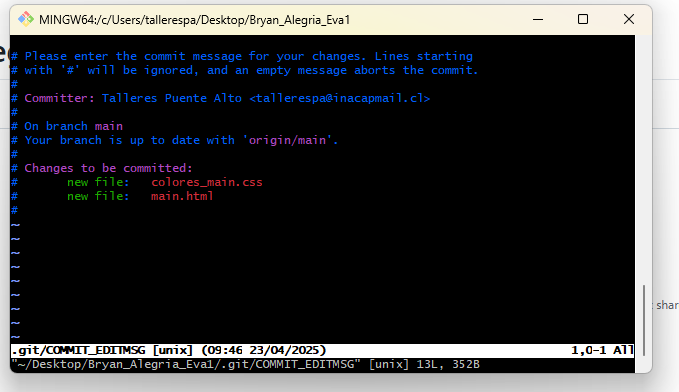 MINGW64:/c/Users/tallerespa/Desktop/Bryan_Alegria_Eva1
# Please enter the commit message for your changes. Lines starting
# with '#' will be ignored, and an empty message aborts the commit.
#
# Committer: Talleres Puente Alto <tallerespa@inacapmail.cl>
#
# On branch main
# Your branch is up to date with 'origin/main'.
#
# Changes to be committed:
#       new file:   colores_main.css
#       new file:   main.html
#
~
~
~
~
~
~
~
~
~
.git/COMMIT_EDITMSG [unix] (09:46 23/04/2025) 1,0-1 All
"~/Desktop/Bryan_Alegria_Eva1/.git/COMMIT_EDITMSG" [unix] 13L, 352B
shar